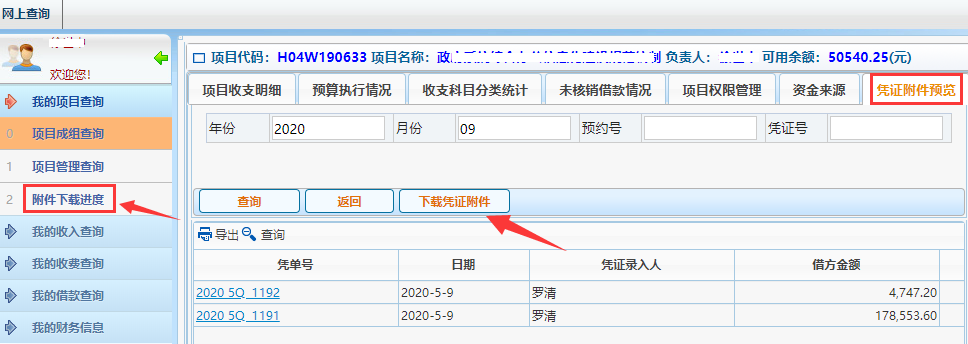 网上查询
欢迎您!
我的项目查询
0 项目成组查询
1 项目管理查询
2 附件下载进度
我的收入查询
我的收费查询
我的借款查询
我的财务信息
项目代码: H04W190633 项目名称: 负责人: 可用余额: 50540.25(元)
项目收支明细 预算执行情况 收支科目分类统计 未核销借款情况 项目权限管理 资金来源 凭证附件预览
年份 2020 月份 09 预约号 凭证号
查询 返回 下载凭证附件
导出 查询
凭单号 日期 凭证录入人 借方金额
2020 5Q_1192 2020-5-9 罗清 4,747.20
2020 5Q_1191 2020-5-9 罗清 178,553.60